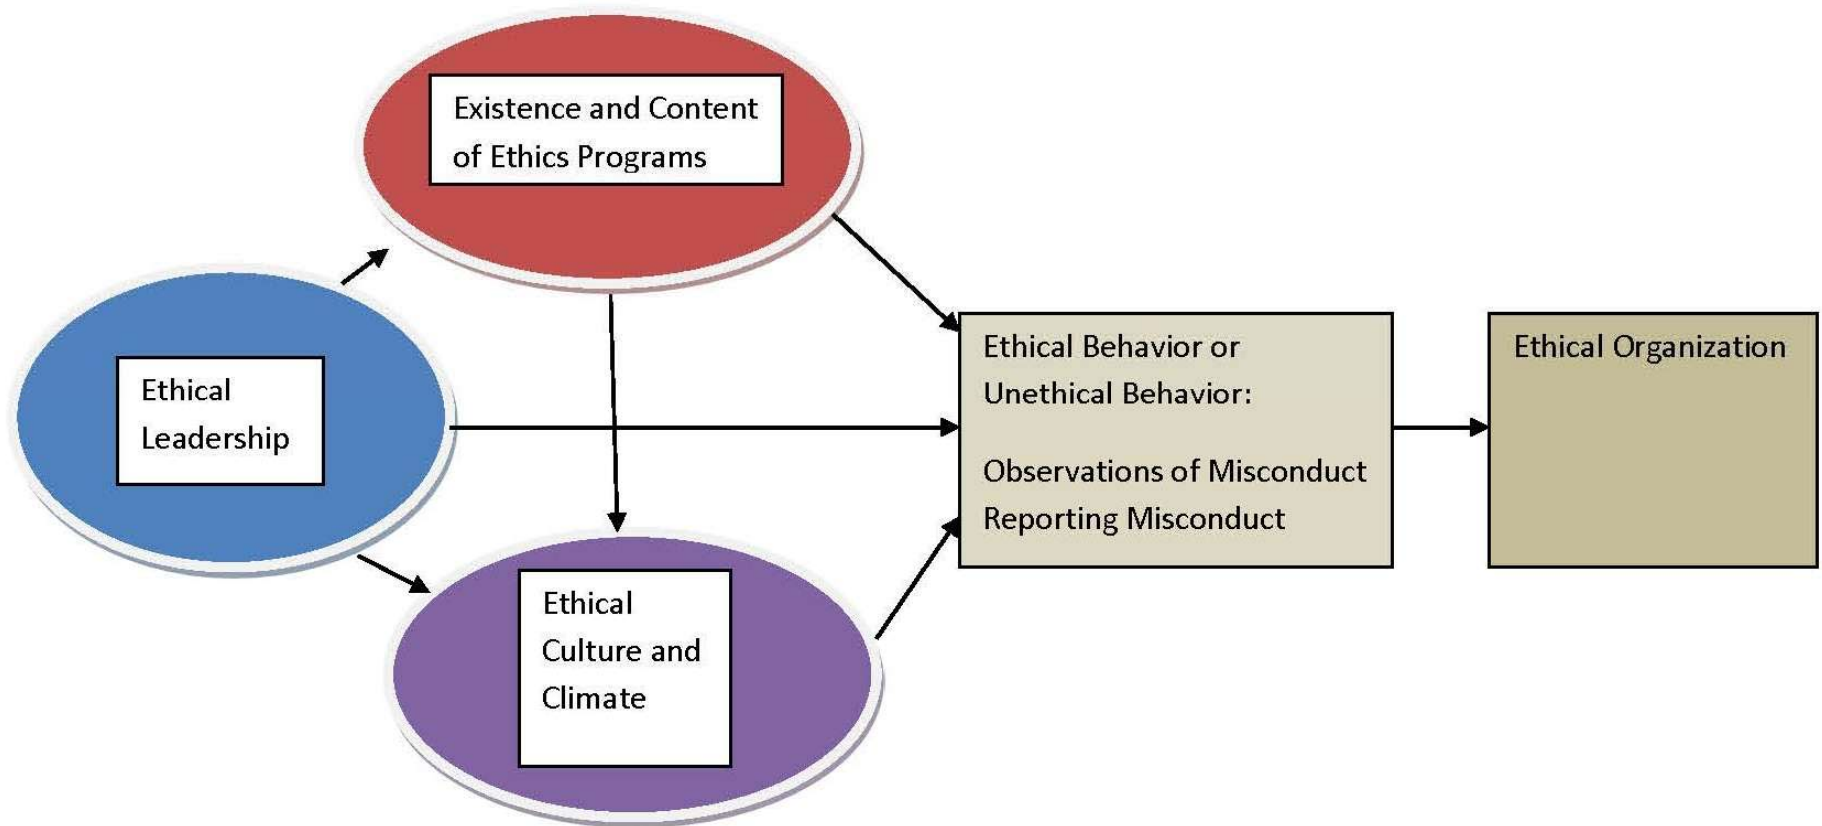 Existence and Content
of Ethics Programs
Ethical
Leadership
Ethical Behavior or
Unethical Behavior:
Observations of Misconduct
Reporting Misconduct
Ethical Organization
Ethical
Culture and
Climate